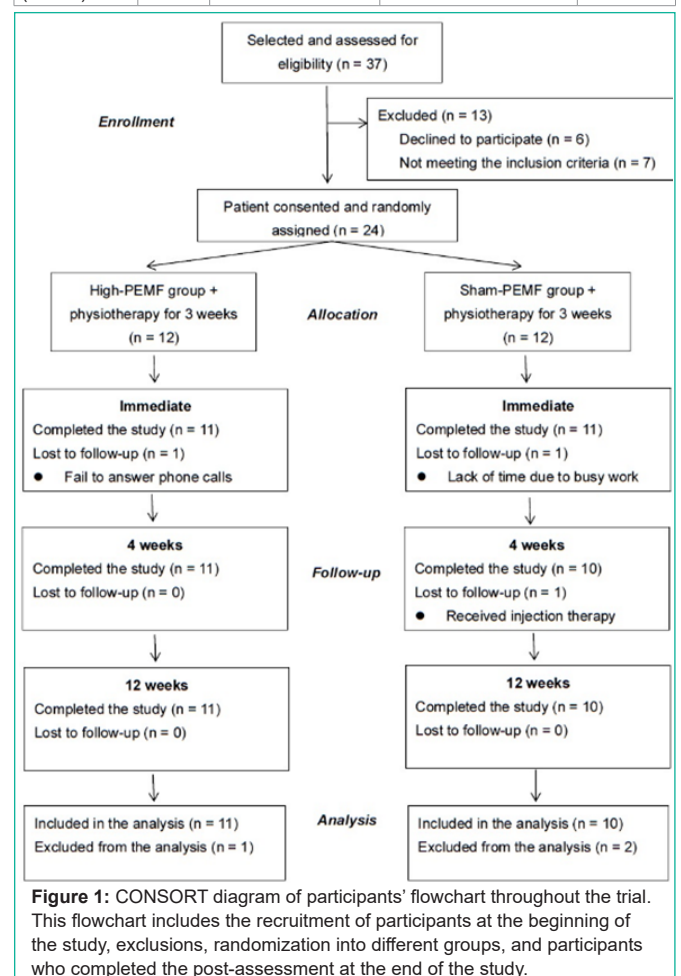 Selected and assessed for
eligibility (n = 37)
Enrollment
Excluded (n = 13)
Declined to participate (n = 6)
Not meeting the inclusion criteria (n = 7)
Patient consented and randomly
assigned (n = 24)
High-PEMF group +
physiotherapy for 3 weeks
(n = 12)
Allocation
Sham-PEMF group +
physiotherapy for 3 weeks
(n = 12)
Immediate
Completed the study (n = 11)
Lost to follow-up (n = 1)
● Fail to answer phone calls
Immediate
Completed the study (n = 11)
Lost to follow-up (n = 1)
● Lack of time due to busy work
4 weeks
Completed the study (n = 11)
Lost to follow-up (n = 0)
Follow-up
4 weeks
Completed the study (n = 10)
Lost to follow-up (n = 1)
● Received injection therapy
12 weeks
Completed the study (n = 11)
Lost to follow-up (n = 0)
12 weeks
Completed the study (n = 10)
Lost to follow-up (n = 0)
Included in the analysis (n = 11)
Excluded from the analysis (n = 1)
Analysis
Included in the analysis (n = 10)
Excluded from the analysis (n = 2)
Figure 1: CONSORT diagram of participants' flowchart throughout the trial.
This flowchart includes the recruitment of participants at the beginning of
the study, exclusions, randomization into different groups, and participants
who completed the post-assessment at the end of the study.